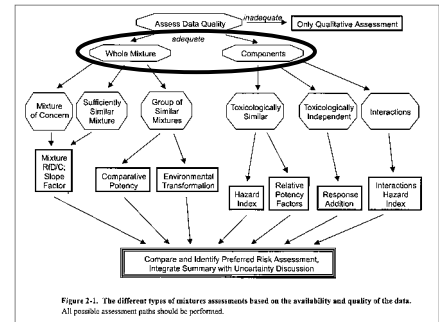 Assess Data Quality
inadequate
Only Qualitative Assessment
adequate
Whole Mixture
Components
Mixture
of Concern
Sufficiently
Similar
Mixture
Group of
Similar
Mixtures
Toxicologically
Similar
Toxicologically
Independent
Interactions
Mixture
RfD/C;
Slope
Factor
Comparative
Potency
Environmental
Transformation
Hazard
Index
Relative
Potency
Factors
Response
Addition
Interactions
Hazard
Index
Compare and Identify Preferred Risk Assessment,
Integrate Summary with Uncertainty Discussion
Figure 2-1. The different types of mixtures assessments based on the availability and quality of the data.
All possible assessment paths should be performed.